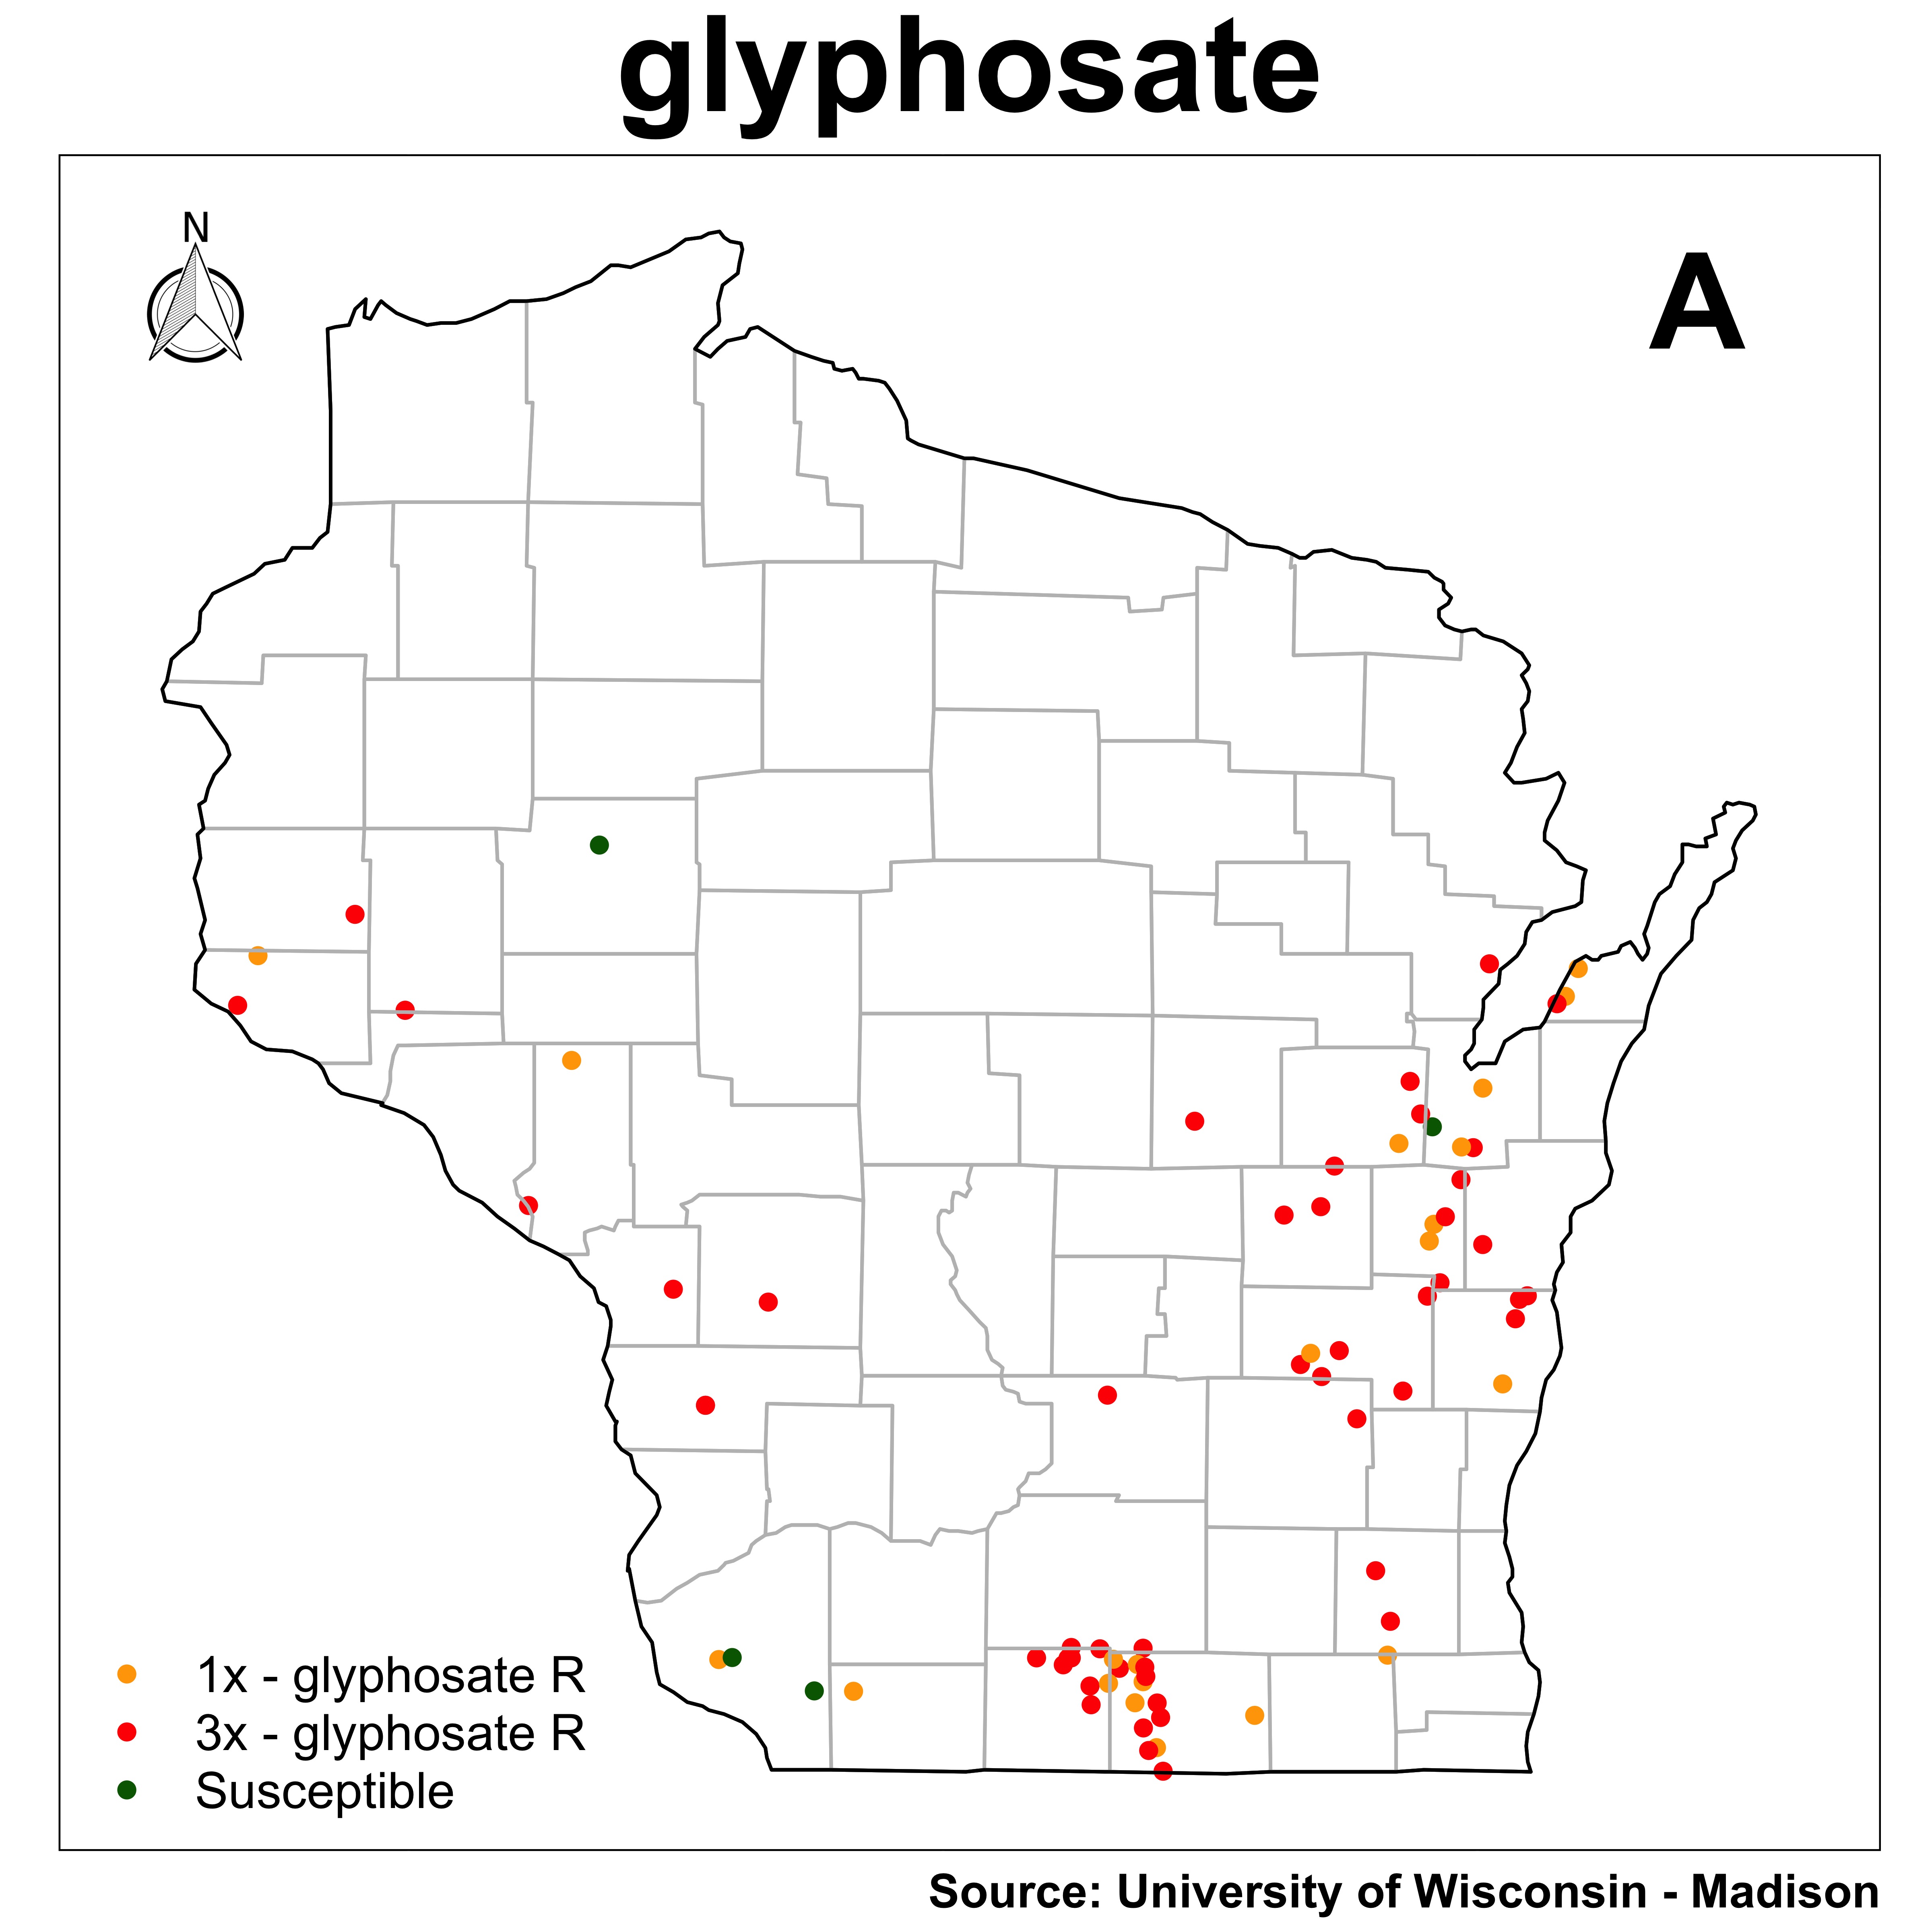 glyphosate
N
A
1x - glyphosate R
3x - glyphosate R
Susceptible
Source: University of Wisconsin - Madison